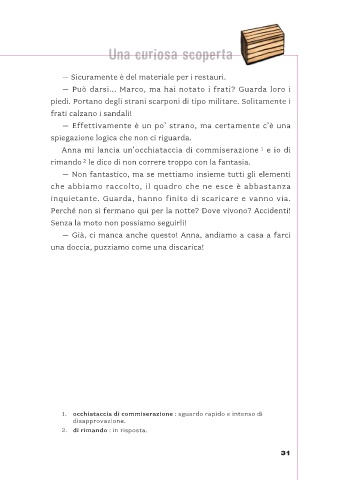 Una curiosa scoperta
— Sicuramente è del materiale per i restauri.
— Può darsi... Marco, ma hai notato i frati? Guarda loro i
piedi. Portano degli strani scarponi di tipo militare. Solitamente i
frati calzano i sandali!
— Effettivamente è un po' strano, ma certamente c'è una
spiegazione logica che non ci riguarda.
Anna mi lancia un'occhiataccia di commiserazione 1 e io di
rimando 2 le dico di non correre troppo con la fantasia.
— Non fantastico, ma se mettiamo insieme tutti gli elementi
che abbiamo raccolto, il quadro che ne esce è abbastanza
inquietante. Guarda, hanno finito di scaricare e vanno via.
Perché non si fermano qui per la notte? Dove vivono? Accidenti!
Senza la moto non possiamo seguirli!
— Già, ci manca anche questo! Anna, andiamo a casa a farci
una doccia, puzziamo come una discarica!
1. occhiataccia di commiserazione : sguardo rapido e intenso di
disapprovazione.
2. di rimando : in risposta.
31